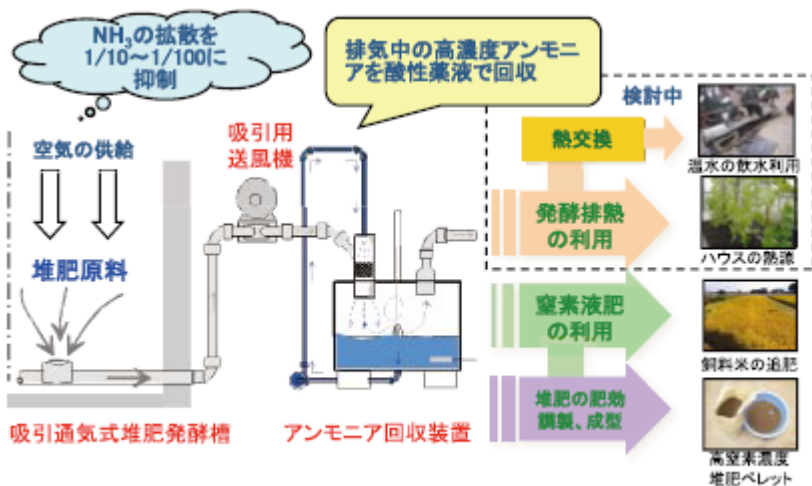 NH3の拡散を
1/10～1/100に
抑制
排気中の高濃度アンモニ
アを酸性薬液で回収
検討中
吸引用
送風機
空気の供給
熱交換
温水の飲水利用
発酵排熱
の利用
堆肥原料
ハウスの熱源
窒素液肥
の利用
飼料米の追肥
堆肥の肥効
調製、成型
吸引通気式堆肥発酵槽
アンモニア回収装置
高窒素濃度
堆肥ペレット